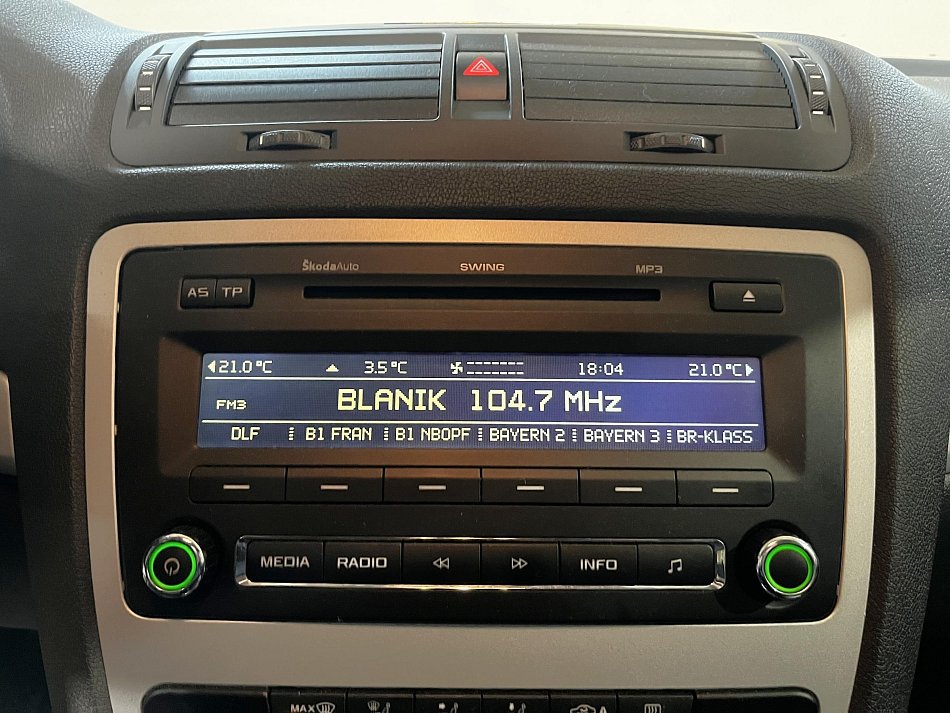 ŠkodaAuto SWING MP3
AS TP
21.0°C 3.5°C 18:04 21.0°C
FM3 BLANIK 104.7 MHz
DLF B1 FRAN B1 NBOPF BAYERN 2 BAYERN 3 BR-KLASS
MEDIA RADIO INFO
MAX A